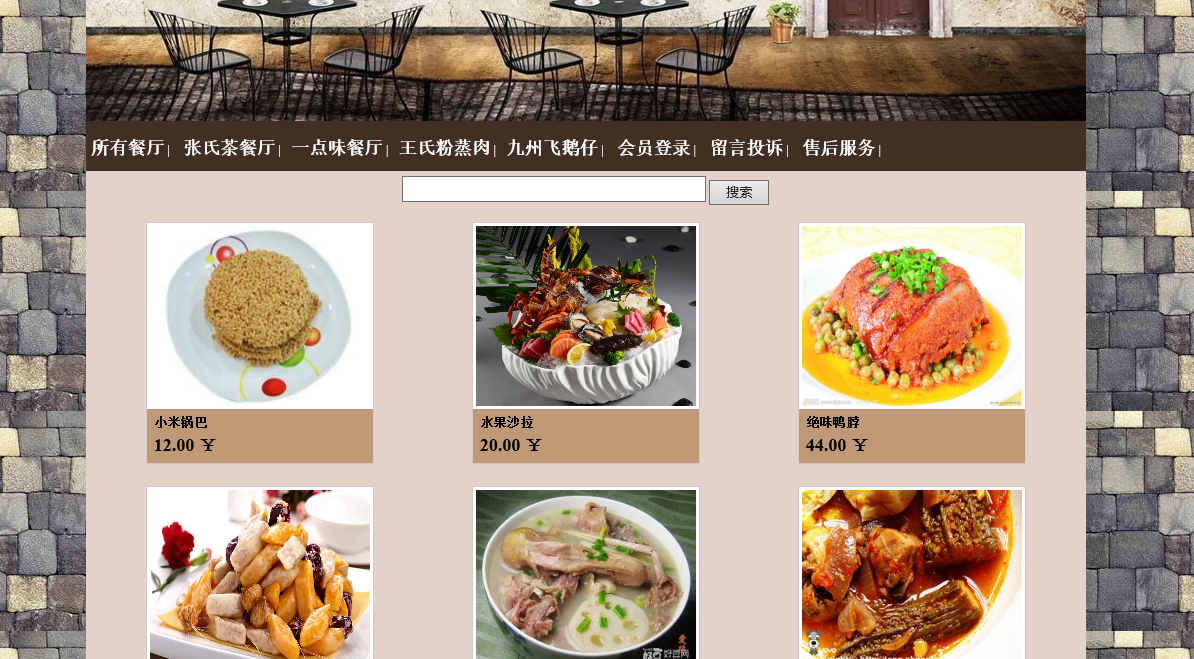 所有餐厅| 张氏茶餐厅| 一点味餐厅| 王氏粉蒸肉| 九州飞鹅仔| 会员登录| 留言投诉| 售后服务|
搜索
小米锅巴
12.00 ￥
水果沙拉
20.00 ￥
绝味鸭脖
44.00 ￥